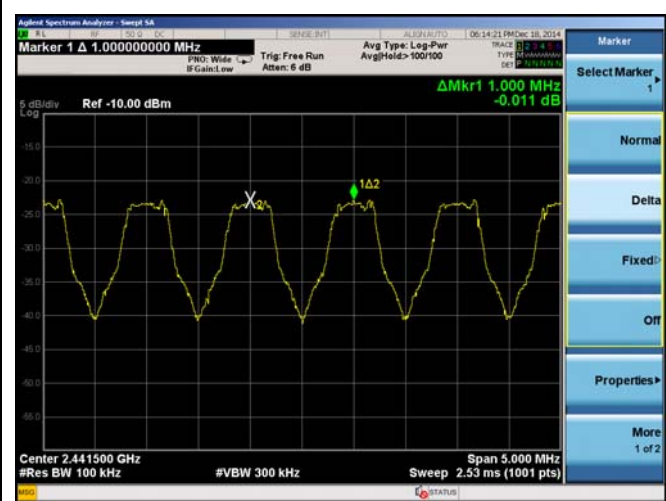 Agilent Spectrum Analyzer - Swept SA
RL RF 50 Ω DC SENSE:INT ALIGN AUTO 06:14:21 PM Dec 18, 2014
Marker 1 Δ 1.000000000 MHz
PNO: Wide
IFGain:Low
Trig: Free Run
Atten: 6 dB
Avg Type: Log-Pwr
Avg|Hold:>100/100
TRACE 1 2 3 4 5 6
TYPE M
DET P N N N N N
ΔMkr1 1.000 MHz
-0.011 dB
5 dB/div Ref -10.00 dBm
Log
-15.0
-20.0
-25.0
-30.0
-35.0
-40.0
-45.0
-50.0
-55.0
1Δ2
X2
Center 2.441500 GHz Span 5.000 MHz
#Res BW 100 kHz #VBW 300 kHz Sweep 2.53 ms (1001 pts)
MSG STATUS
Marker
Select Marker
1
Normal
Delta
Fixed
Off
Properties
More
1 of 2